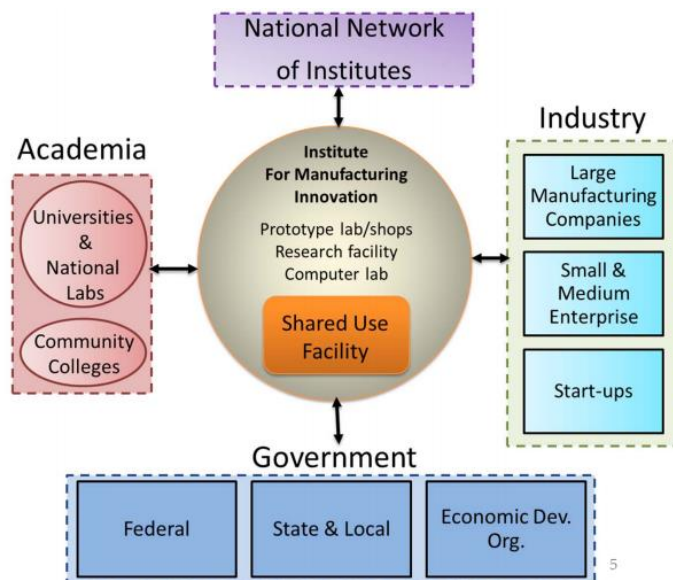 National Network
of Institutes
Academia
Universities
&
National
Labs
Community
Colleges
Institute
For Manufacturing
Innovation
Prototype lab/shops
Research facility
Computer lab
Shared Use
Facility
Industry
Large
Manufacturing
Companies
Small &
Medium
Enterprise
Start-ups
Government
Federal
State & Local
Economic Dev.
Org.
5